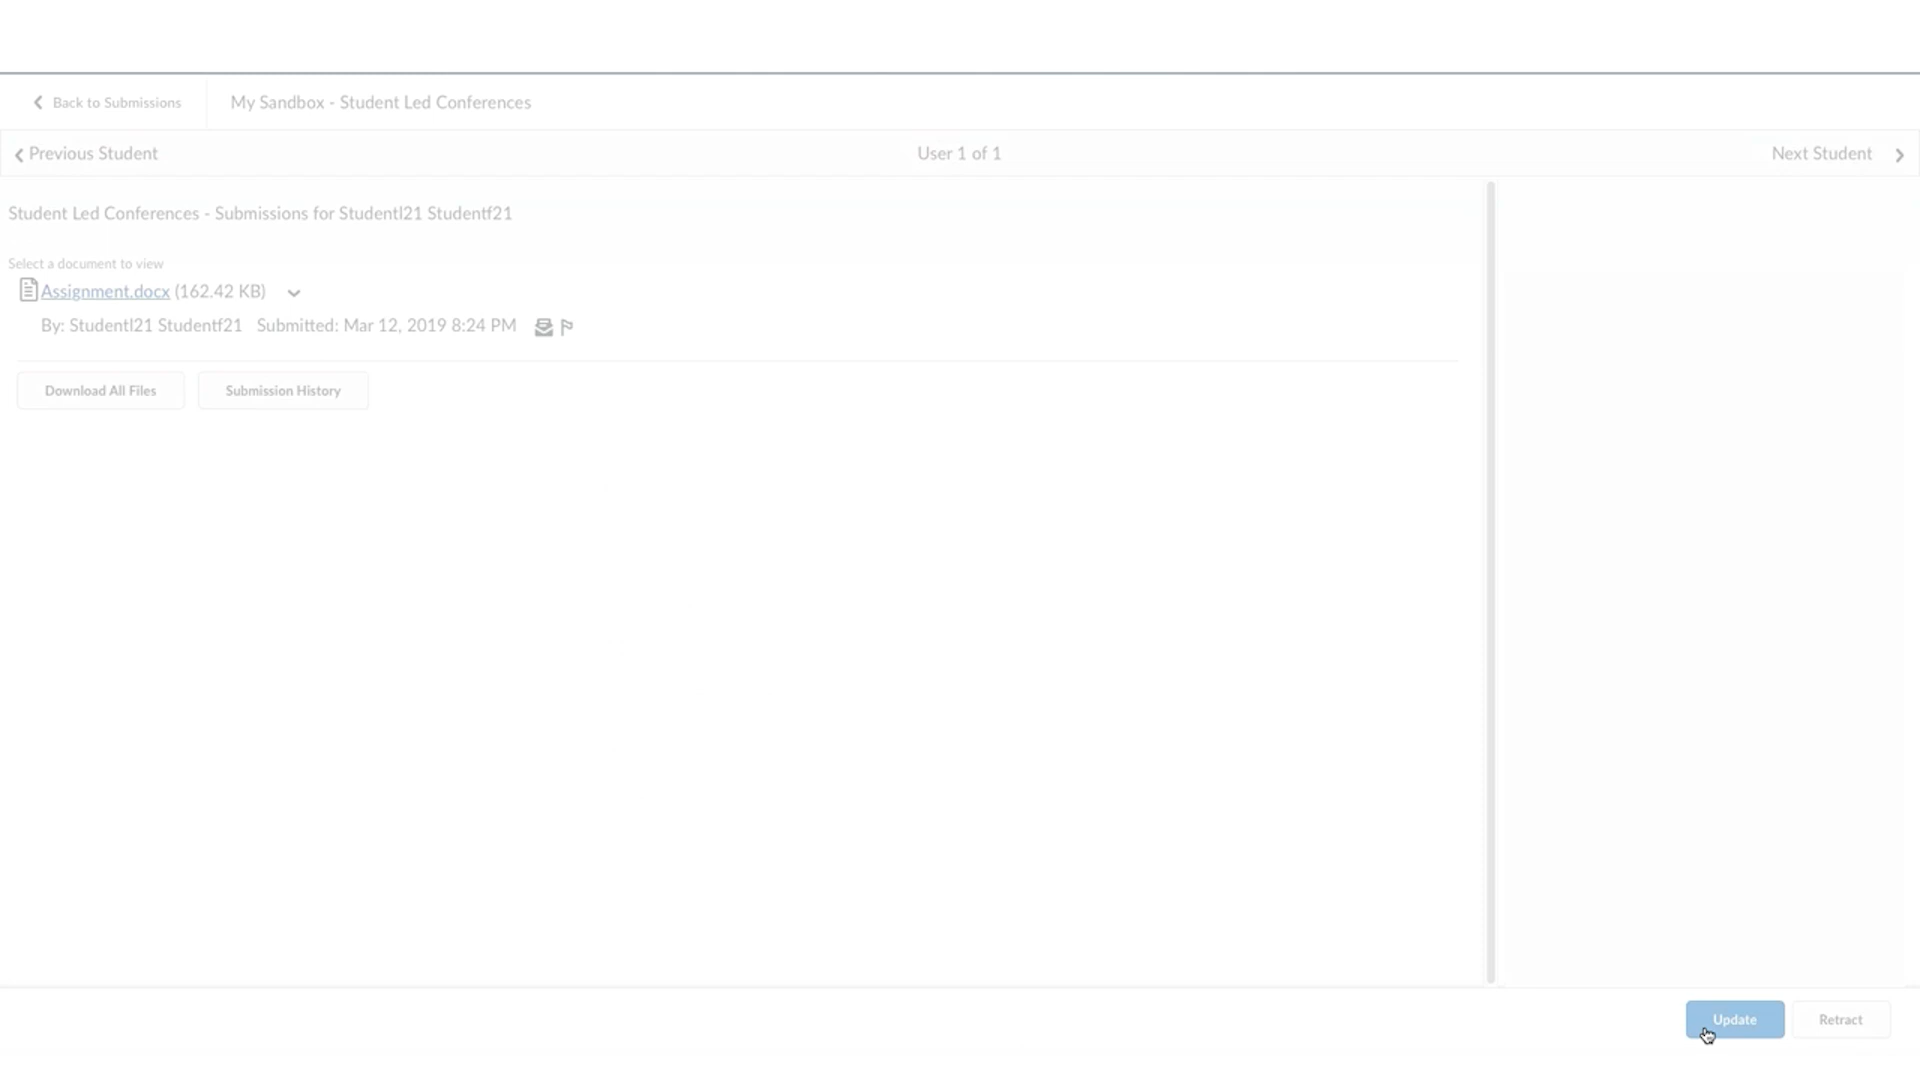 Back to Submissions
My Sandbox - Student Led Conferences
Previous Student
User 1 of 1
Next Student
Student Led Conferences - Submissions for Studentl21 Studentf21
Select a document to view
Assignment.docx (162.42 KB)
By: Studentl21 Studentf21 Submitted: Mar 12, 2019 8:24 PM
Download All Files
Submission History
Update
Retract